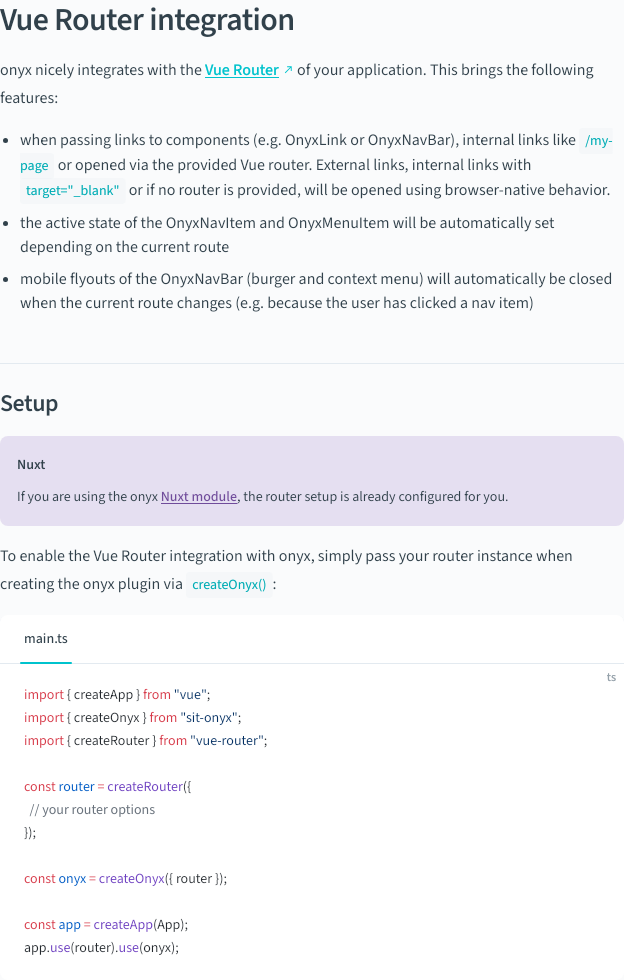 Vue Router integration
onyx nicely integrates with the Vue Router ↗ of your application. This brings the following
features:
• when passing links to components (e.g. OnyxLink or OnyxNavBar), internal links like /my-
page or opened via the provided Vue router. External links, internal links with
target="_blank" or if no router is provided, will be opened using browser-native behavior.
• the active state of the OnyxNavItem and OnyxMenuItem will be automatically set
depending on the current route
• mobile flyouts of the OnyxNavBar (burger and context menu) will automatically be closed
when the current route changes (e.g. because the user has clicked a nav item)
Setup
Nuxt
If you are using the onyx Nuxt module, the router setup is already configured for you.
To enable the Vue Router integration with onyx, simply pass your router instance when
creating the onyx plugin via createOnyx() :
main.ts
ts
import { createApp } from "vue";
import { createOnyx } from "sit-onyx";
import { createRouter } from "vue-router";
const router = createRouter({
// your router options
});
const onyx = createOnyx({ router });
const app = createApp(App);
app.use(router).use(onyx);